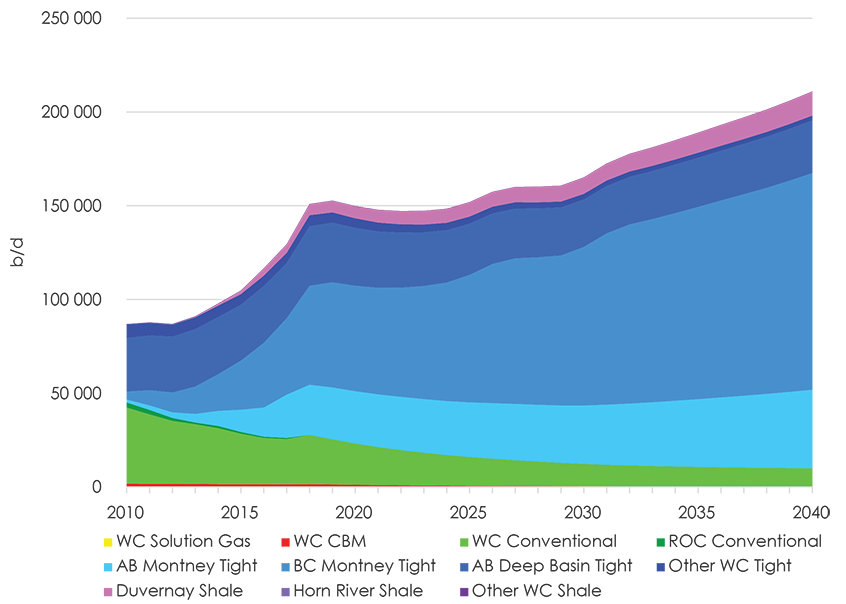 250 000
200 000
150 000
100 000
50 000
0
b/d
2010 2015 2020 2025 2030 2035 2040
WC Solution Gas WC CBM WC Conventional ROC Conventional
AB Montney Tight BC Montney Tight AB Deep Basin Tight Other WC Tight
Duvernay Shale Horn River Shale Other WC Shale